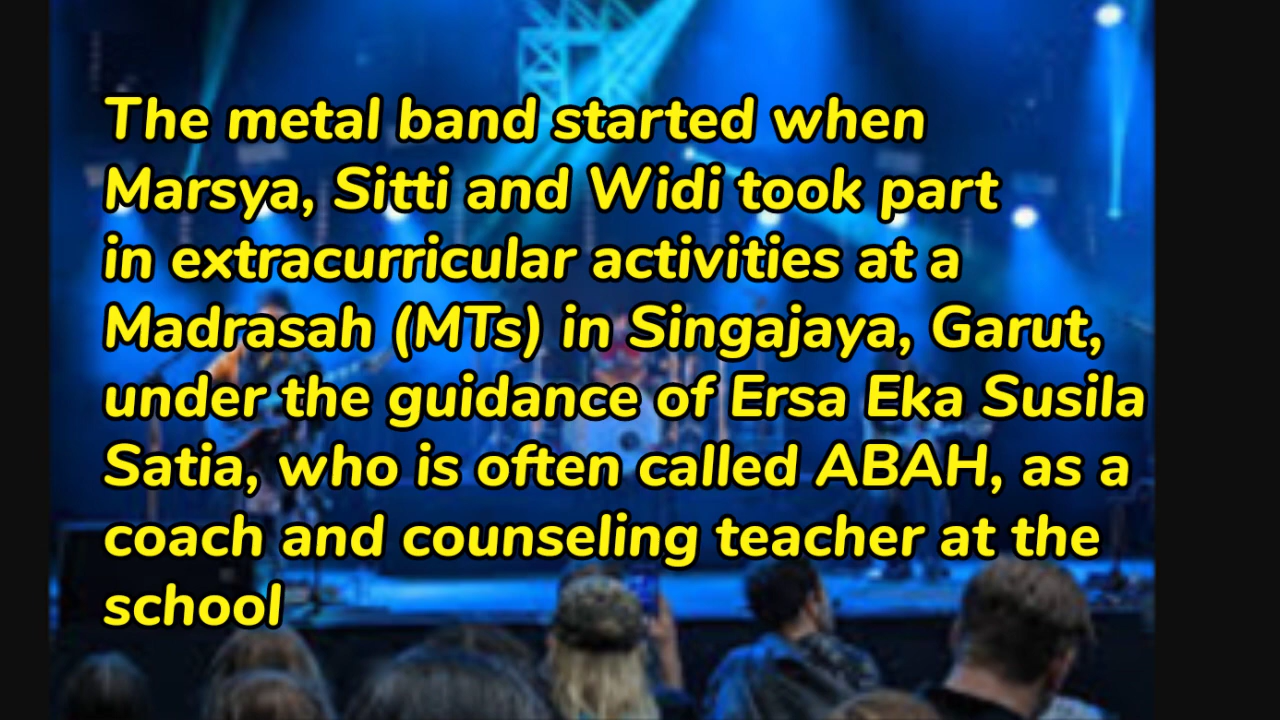 The metal band started when
Marsya, Sitti and Widi took part
in extracurricular activities at a
Madrasah (MTs) in Singajaya, Garut,
under the guidance of Ersa Eka Susila
Satia, who is often called ABAH, as a
coach and counseling teacher at the
school